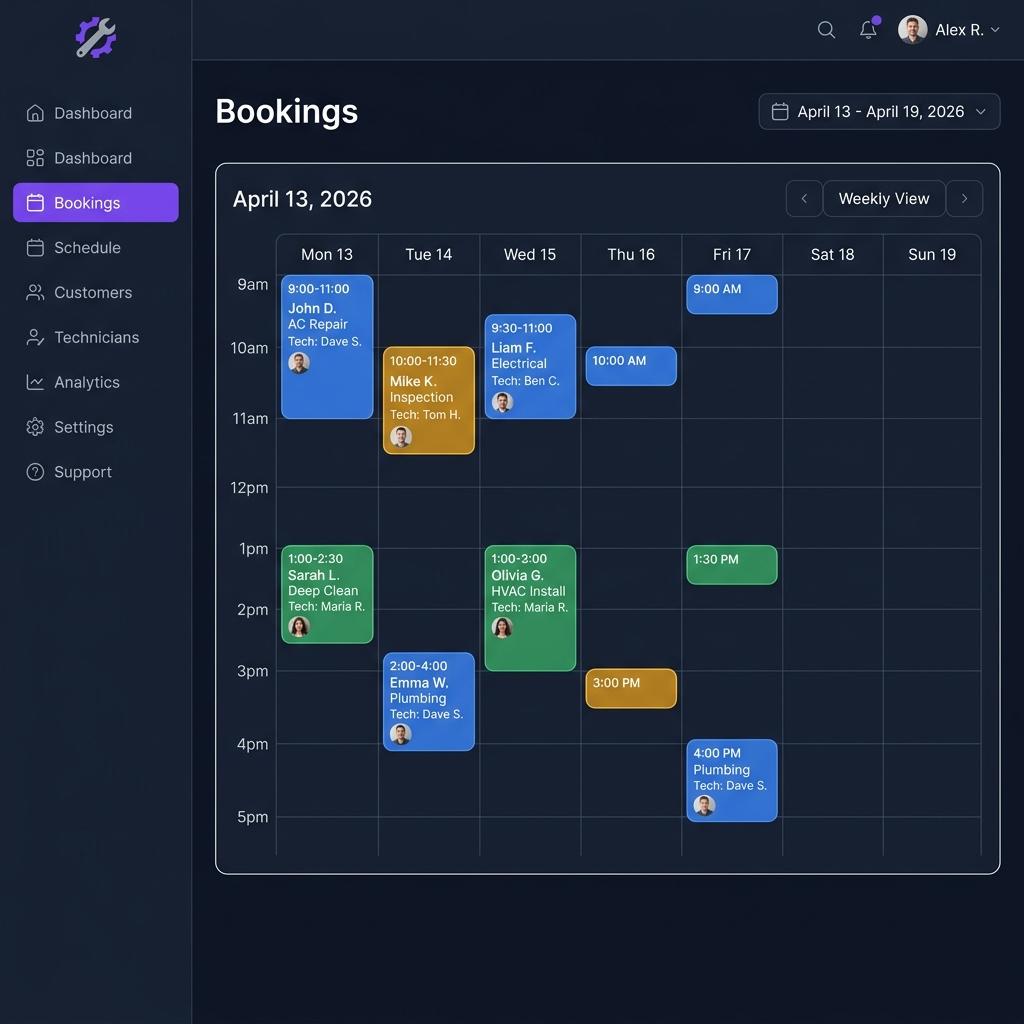 Alex R.
Dashboard
Dashboard
Bookings
Schedule
Customers
Technicians
Analytics
Settings
Support
Bookings
April 13 - April 19, 2026
April 13, 2026
Weekly View
Mon 13
Tue 14
Wed 15
Thu 16
Fri 17
Sat 18
Sun 19
9am
10am
11am
12pm
1pm
2pm
3pm
4pm
5pm
9:00-11:00
John D.
AC Repair
Tech: Dave S.
1:00-2:30
Sarah L.
Deep Clean
Tech: Maria R.
10:00-11:30
Mike K.
Inspection
Tech: Tom H.
2:00-4:00
Emma W.
Plumbing
Tech: Dave S.
9:30-11:00
Liam F.
Electrical
Tech: Ben C.
Olivia G.
HVAC Install
Tech: Maria R.
10:00 AM
3:00 PM
9:00 AM
1:30 PM
4:00 PM
Plumbing
Tech: Dave S.